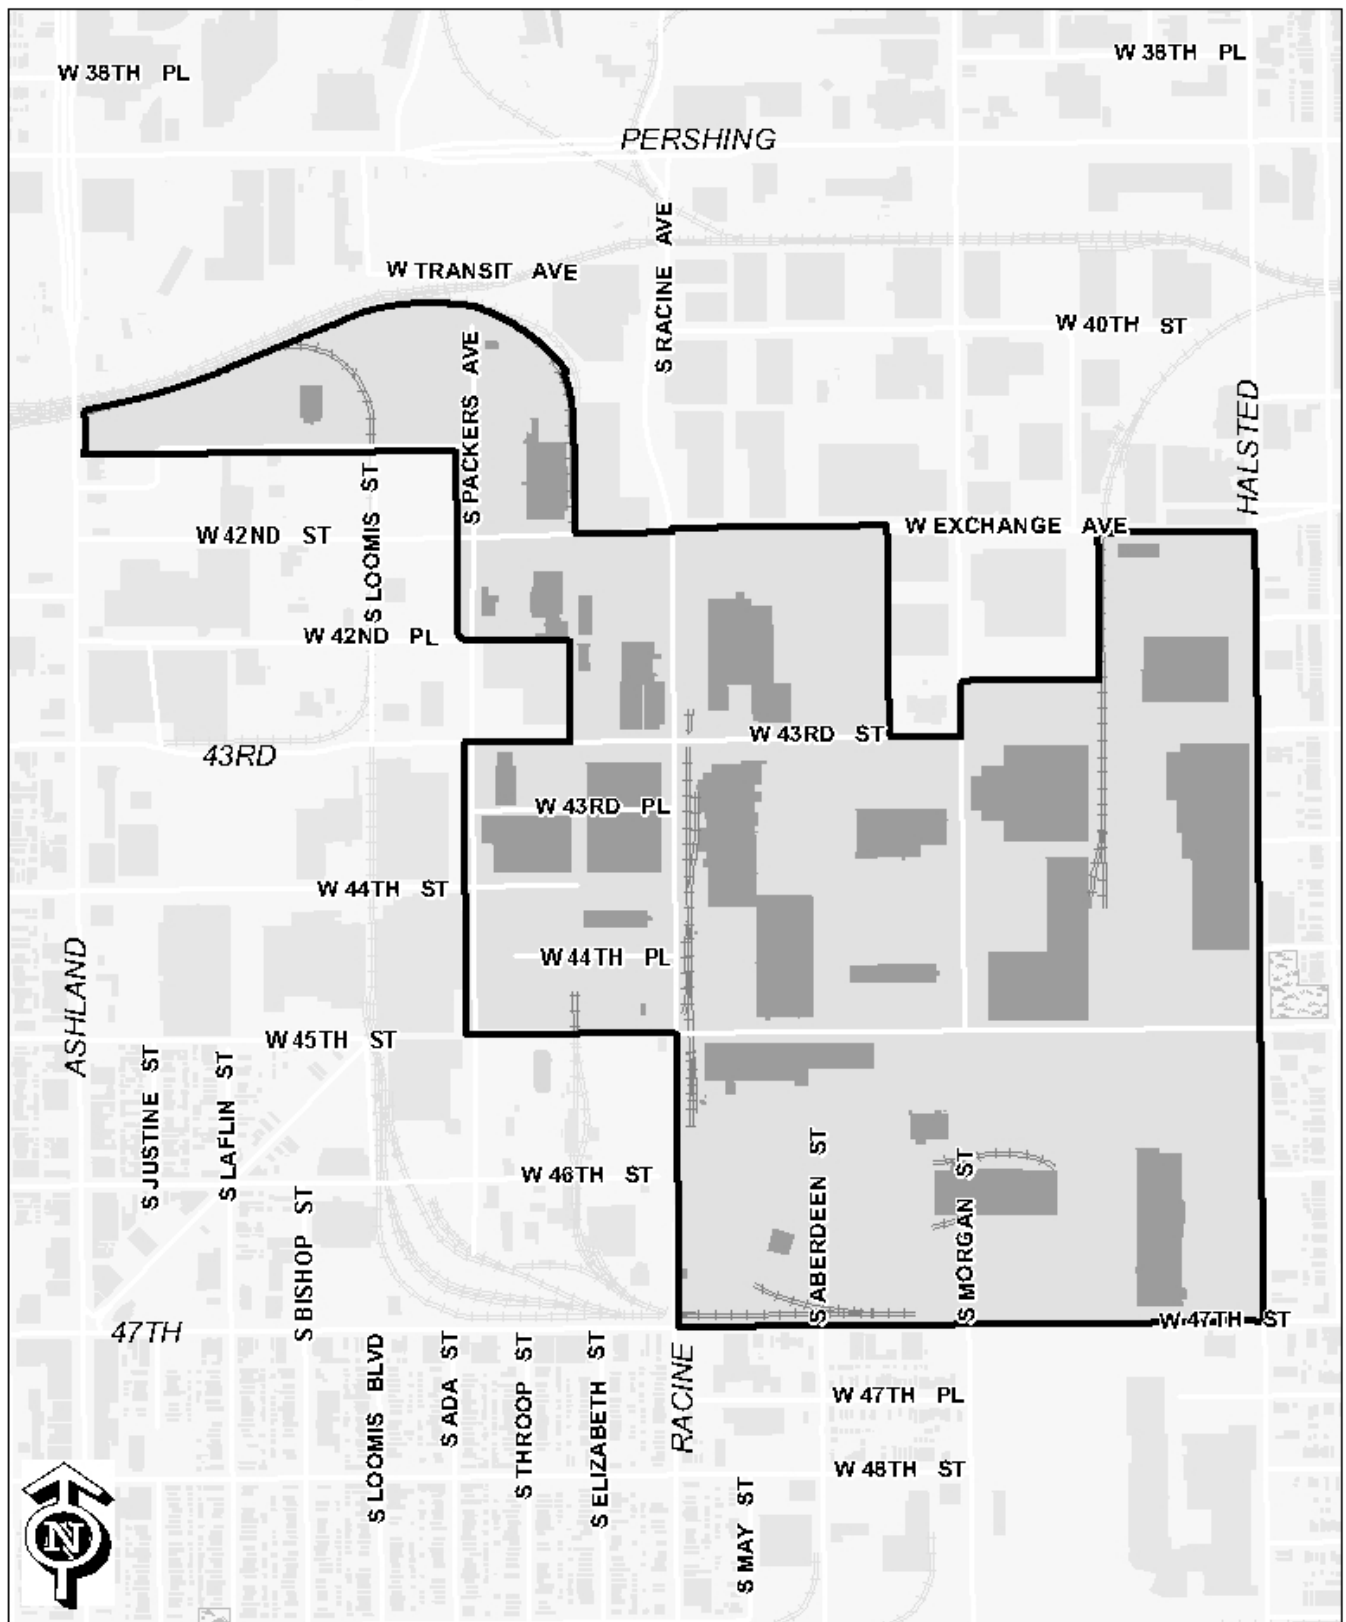 W 38TH PL
W 38TH PL
PERSHING
S RACINE AVE
W TRANSIT AVE
W 40TH ST
S PACKERS AVE
HALSTED
S LOOMIS ST
W EXCHANGE AVE
W 42ND ST
W 42ND PL
W 43RD ST
43RD
W 43RD PL
W 44TH ST
W 44TH PL
ASHLAND
W 45TH ST
S JUSTINE ST
S LAFLIN ST
W 46TH ST
S ABERDEEN ST
S MORGAN ST
S BISHOP ST
W 47TH ST
47TH
S LOOMIS BLVD
S ADA ST
S THROOP ST
S ELIZABETH ST
RACINE
W 47TH PL
W 48TH ST
S MAY ST
N